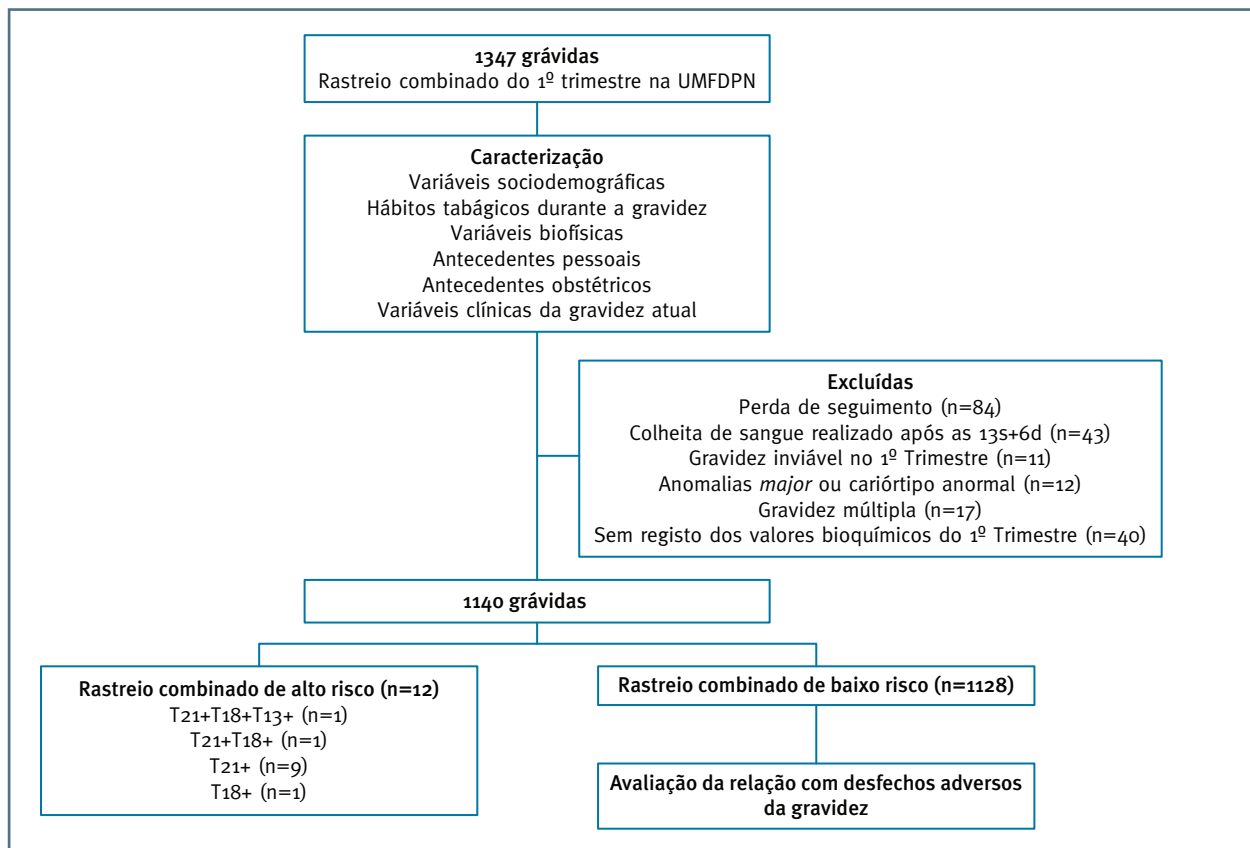 1347 grávidas
Rastreio combinado do 1º trimestre na UMFDPN
Caracterização
Variáveis sociodemográficas
Hábitos tabágicos durante a gravidez
Variáveis biofísicas
Antecedentes pessoais
Antecedentes obstétricos
Variáveis clínicas da gravidez atual
Excluídas
Perda de seguimento (n=84)
Colheita de sangue realizado após as 13s+6d (n=43)
Gravidez inviável no 1º Trimestre (n=11)
Anomalias major ou cariórtipo anormal (n=12)
Gravidez múltipla (n=17)
Sem registo dos valores bioquímicos do 1º Trimestre (n=40)
1140 grávidas
Rastreio combinado de alto risco (n=12)
T21+T18+T13+ (n=1)
T21+T18+ (n=1)
T21+ (n=9)
T18+ (n=1)
Rastreio combinado de baixo risco (n=1128)
Avaliação da relação com desfechos adversos
da gravidez